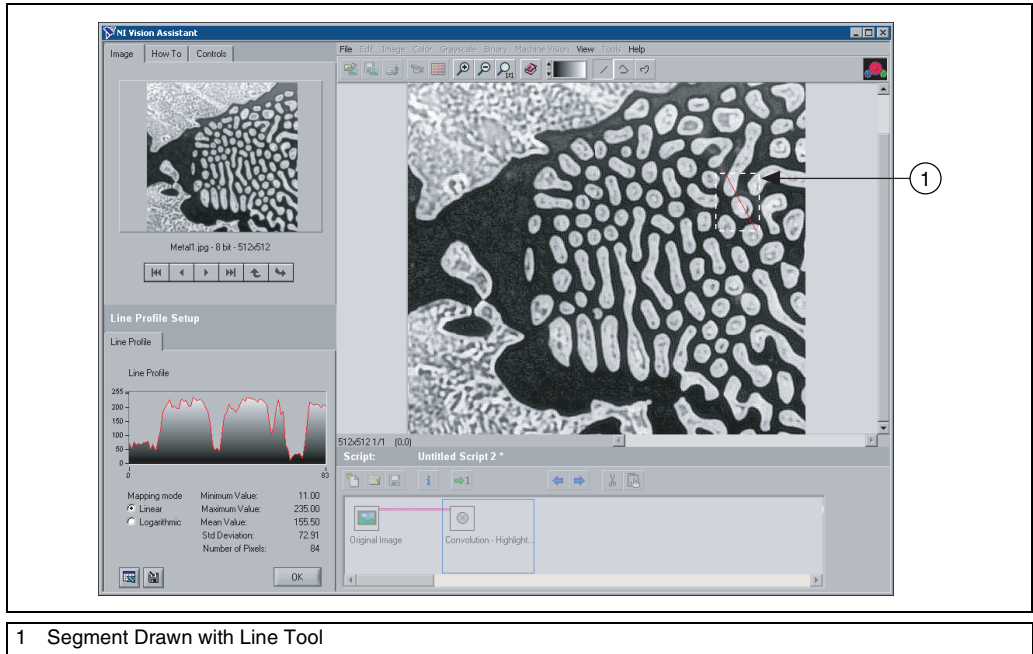 NI Vision Assistant
Image How To Controls
File Edit Image Color Grayscale Binary Machine Vision View Tools Help
1:1
1
Metal1.jpg - 8 bit - 512x512
Line Profile Setup
Line Profile
Line Profile
255
200
150
100
50
0
0 83
Mapping mode
Linear
Logarithmic
Minimum Value: 11.00
Maximum Value: 235.00
Mean Value: 155.50
Std Deviation: 72.91
Number of Pixels: 84
OK
512x512 1/1 (0,0)
Script: Untitled Script 2 *
1
Original Image
Convolution - Highlight...
1 Segment Drawn with Line Tool